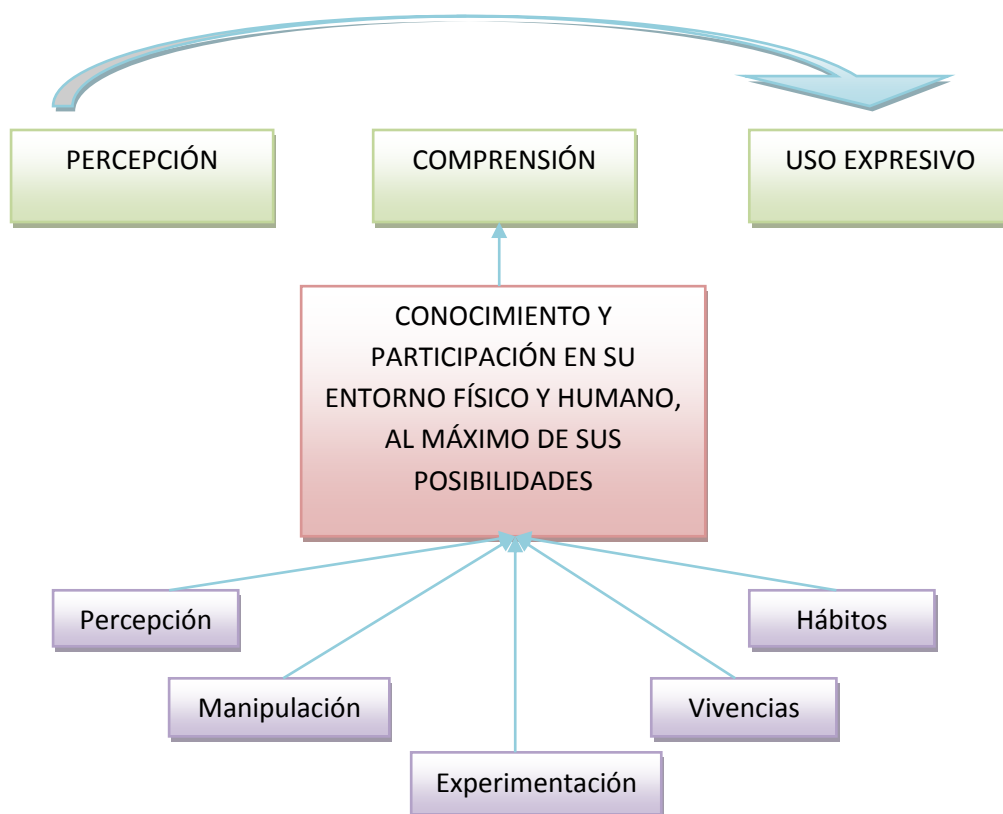 PERCEPCIÓN
COMPRENSIÓN
USO EXPRESIVO
CONOCIMIENTO Y
PARTICIPACIÓN EN SU
ENTORNO FÍSICO Y HUMANO,
AL MÁXIMO DE SUS
POSIBILIDADES
Percepción
Hábitos
Manipulación
Vivencias
Experimentación